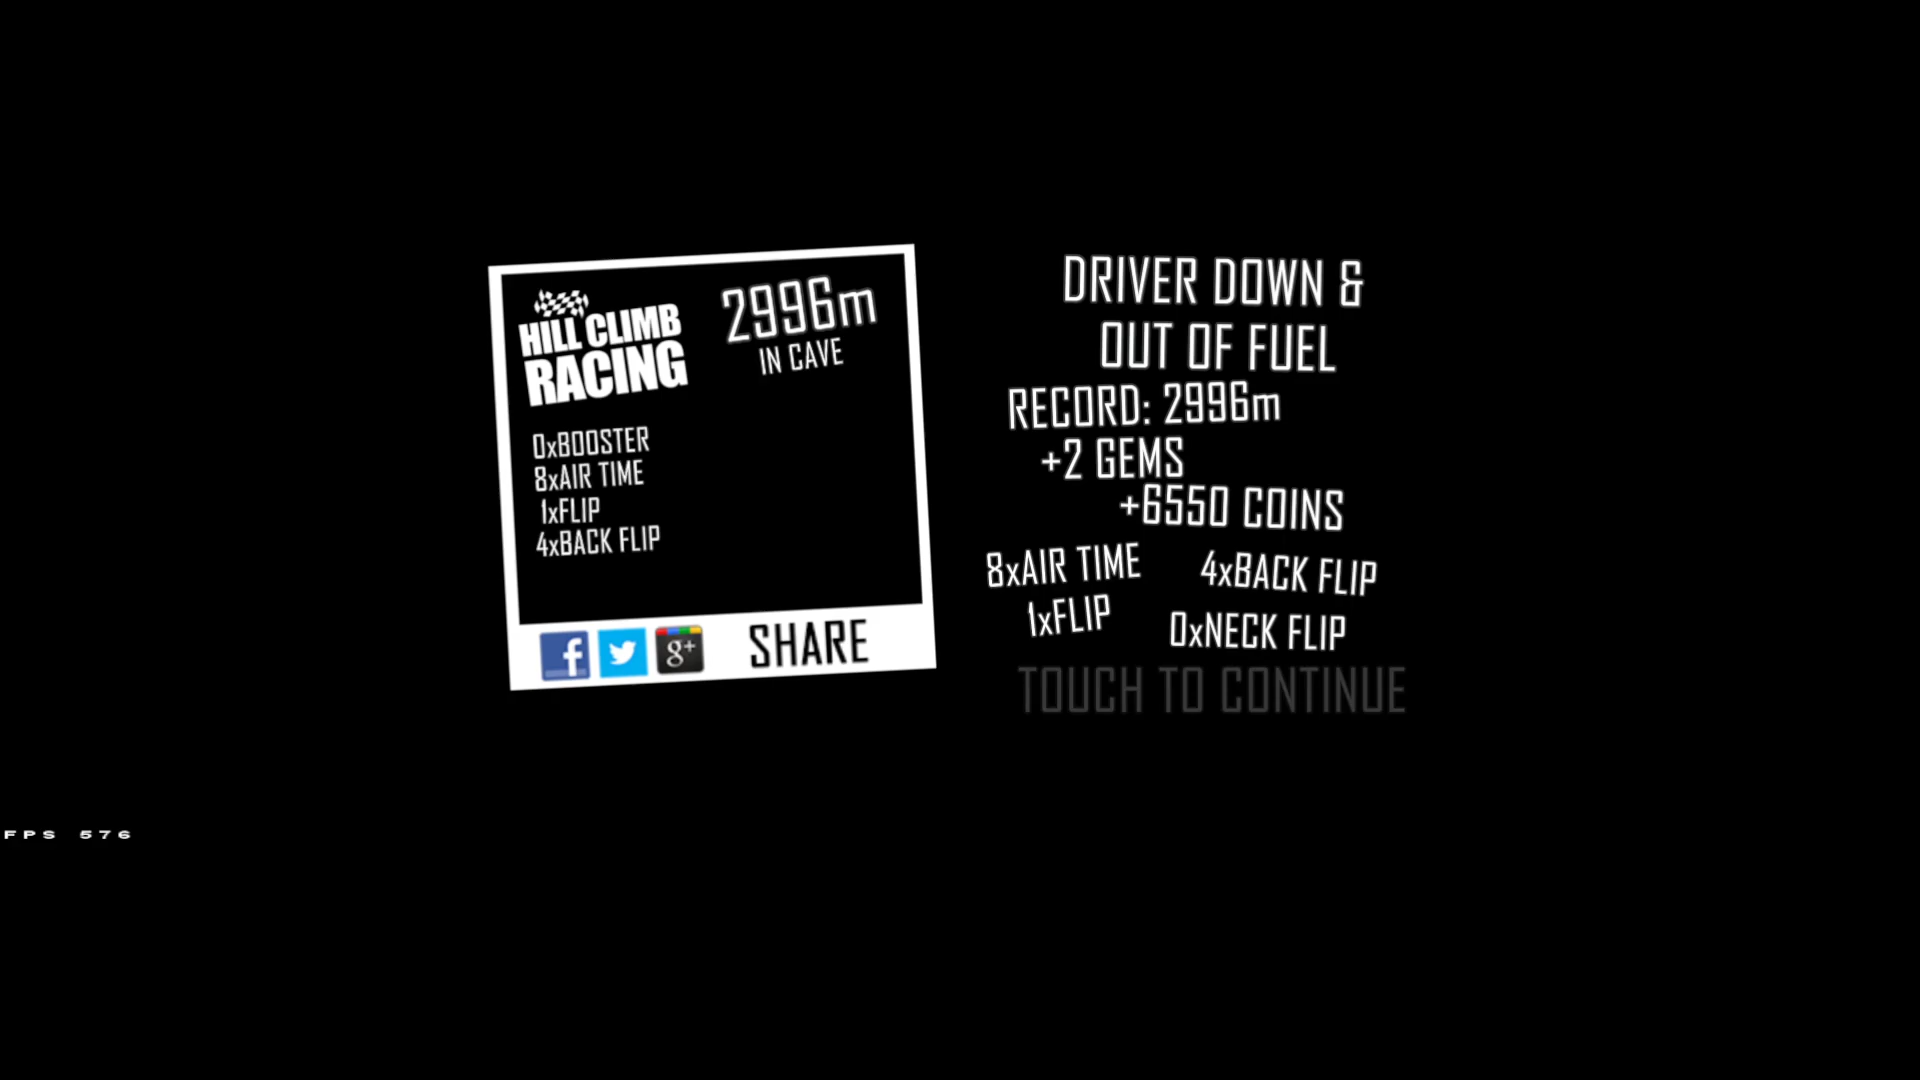 HILL CLIMB
RACING
2996m
IN CAVE
0xBOOSTER
8xAIR TIME
1xFLIP
4xBACK FLIP
f
g+
SHARE
DRIVER DOWN &
OUT OF FUEL
RECORD: 2996m
+2 GEMS
+6550 COINS
8xAIR TIME 4xBACK FLIP
1xFLIP 0xNECK FLIP
TOUCH TO CONTINUE
FPS 576